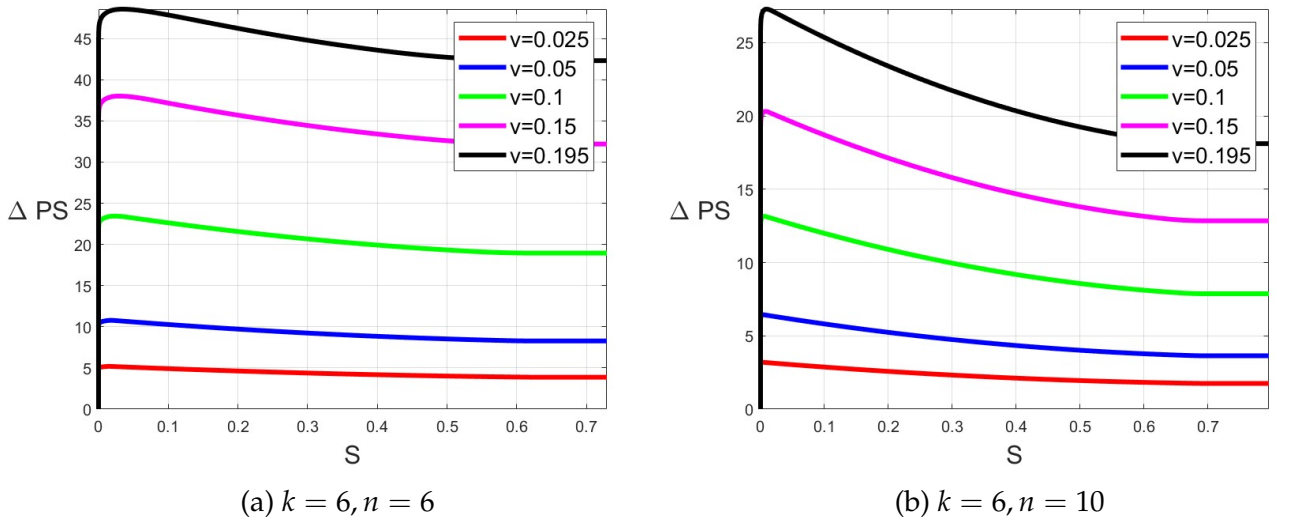 45
40
35
30
25
20
15
10
5
0
Δ PS
0 0.1 0.2 0.3 0.4 0.5 0.6 0.7
S
v=0.025
v=0.05
v=0.1
v=0.15
v=0.195
(a) k = 6, n = 6
25
20
15
10
5
0
Δ PS
0 0.1 0.2 0.3 0.4 0.5 0.6 0.7
S
v=0.025
v=0.05
v=0.1
v=0.15
v=0.195
(b) k = 6, n = 10